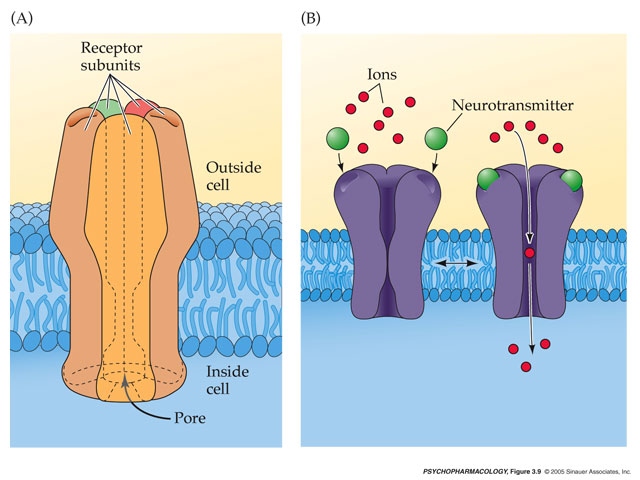 (A)
Receptor
subunits
Outside
cell
Inside
cell
Pore
(B)
Ions
Neurotransmitter
PSYCHOPHARMACOLOGY, Figure 3.9 © 2005 Sinauer Associates, Inc.